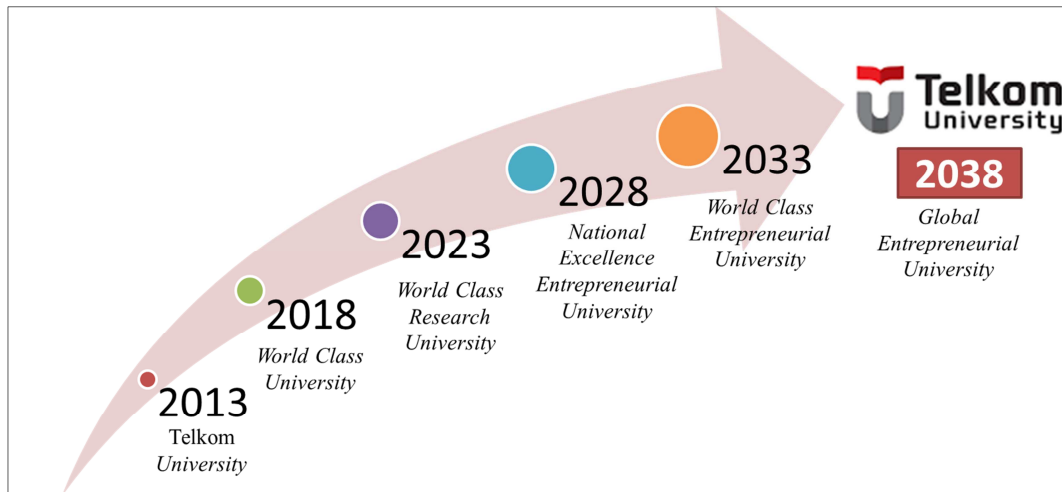 2013
Telkom
University
2018
World Class
University
2023
World Class
Research
University
2028
National
Excellence
Entrepreneurial
University
2033
World Class
Entrepreneurial
University
Telkom
University
2038
Global
Entrepreneurial
University